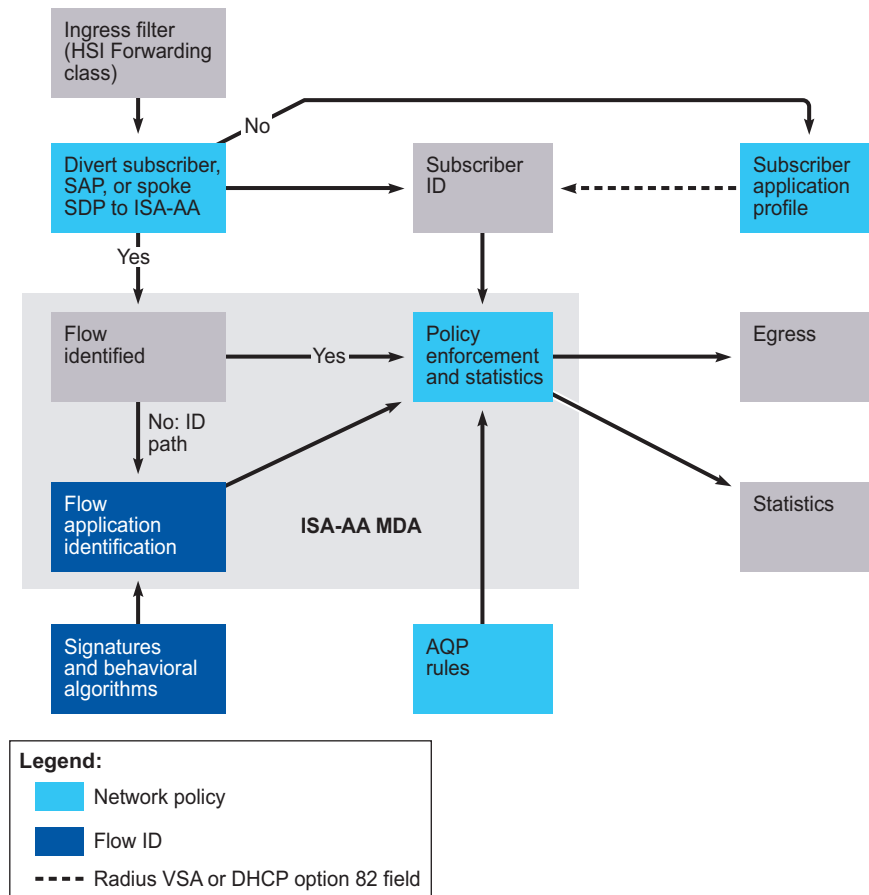 Ingress filter
(HSI Forwarding
class)
No
Divert subscriber,
SAP, or spoke
SDP to ISA-AA
Subscriber
ID
Subscriber
application
profile
Yes
Flow
identified
Yes
Policy
enforcement
and statistics
Egress
No: ID
path
Flow
application
identification
ISA-AA MDA
Statistics
Signatures
and behavioral
algorithms
AQP
rules
Legend:
Network policy
Flow ID
Radius VSA or DHCP option 82 field